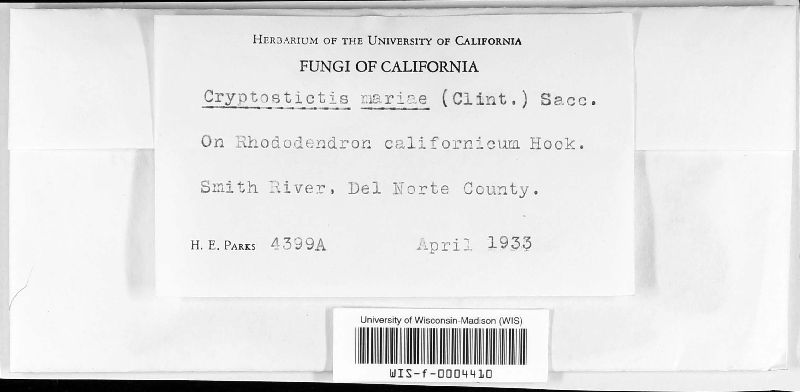 Herbarium of the University of California
FUNGI OF CALIFORNIA
Cryptostictis mariae (Clint.) Sacc.
On Rhododendron californicum Hook.
Smith River, Del Norte County.
H. E. Parks 4399A April 1933
University of Wisconsin-Madison (WIS)
WIS-f-0004410